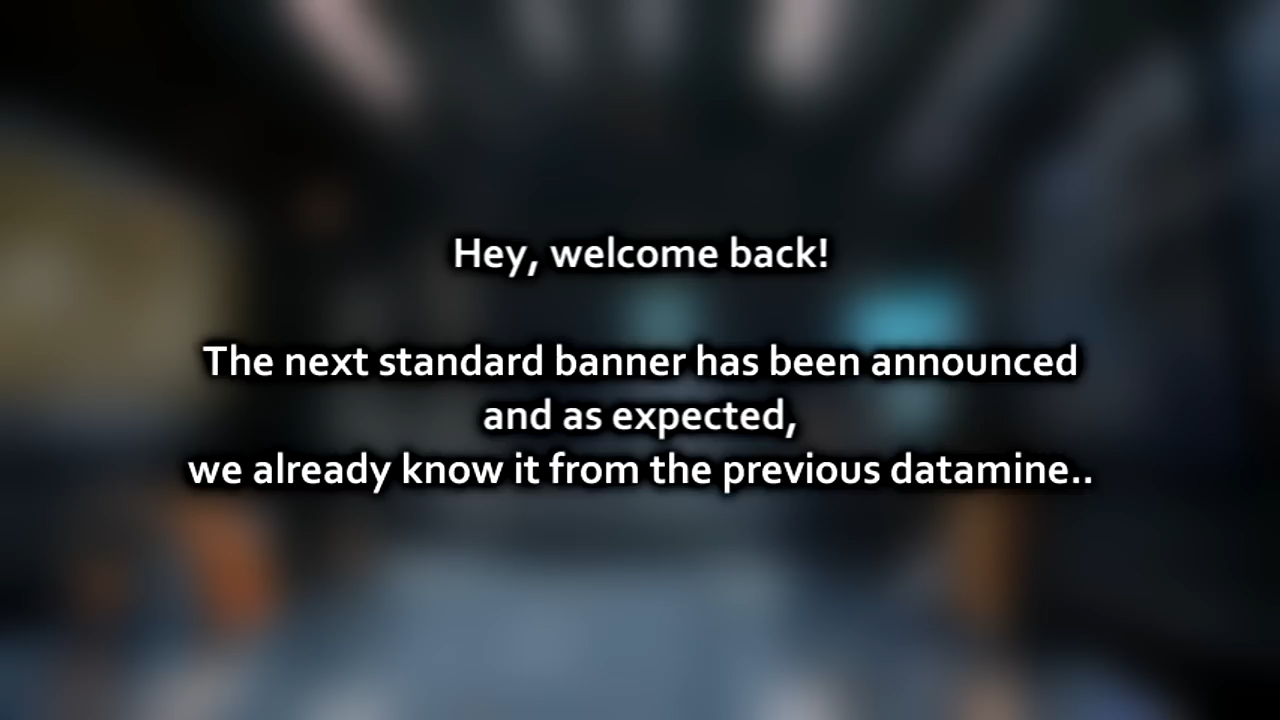 Hey, welcome back!
The next standard banner has been announced
and as expected,
we already know it from the previous datamine..